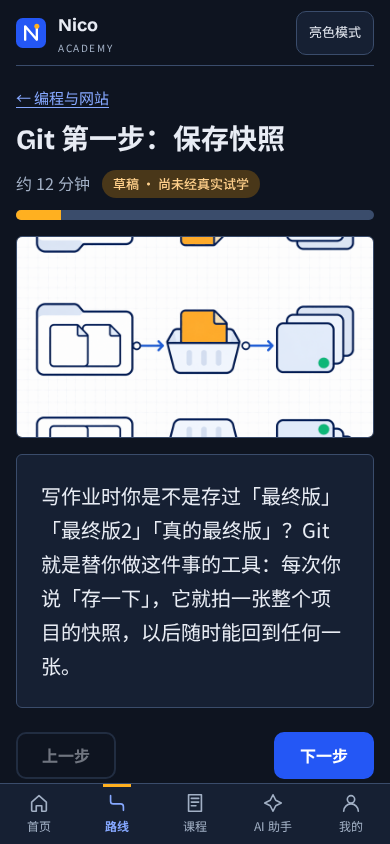 Nico
ACADEMY
亮色模式
← 编程与网站
Git 第一步：保存快照
约 12 分钟
草稿 · 尚未经真实试学
写作业时你是不是存过「最终版」
「最终版2」「真的最终版」？Git
就是替你做这件事的工具：每次你
说「存一下」，它就拍一张整个项
目的快照，以后随时能回到任何一
张。
上一步
下一步
首页
路线
课程
AI 助手
我的